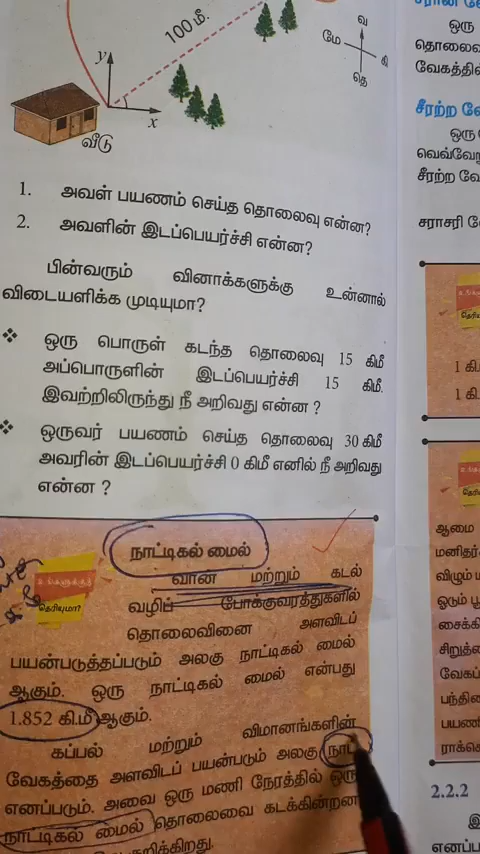 100 மீ.
வ
மே
கி
தெ
y
x
வீடு
1. அவள் பயணம் செய்த தொலைவு என்ன?
2. அவளின் இடப்பெயர்ச்சி என்ன?
பின்வரும் வினாக்களுக்கு உன்னால்
விடையளிக்க முடியுமா?
❖ ஒரு பொருள் கடந்த தொலைவு 15 கிமீ
அப்பொருளின் இடப்பெயர்ச்சி 15 கிமீ.
இவற்றிலிருந்து நீ அறிவது என்ன ?
❖ ஒருவர் பயணம் செய்த தொலைவு 30 கிமீ
அவரின் இடப்பெயர்ச்சி 0 கிமீ எனில் நீ அறிவது
என்ன ?
உங்களுக்குத்
தெரியுமா?
நாட்டிகல் மைல்
வான் மற்றும் கடல்
வழிப் போக்குவரத்துகளில்
தொலைவினை அளவிடப்
பயன்படுத்தப்படும் அலகு நாட்டிகல் மைல்
ஆகும். ஒரு நாட்டிகல் மைல் என்பது
1.852 கி.மீ ஆகும்.
கப்பல் மற்றும் விமானங்களின்
வேகத்தை அளவிடப் பயன்படும் அலகு நாட்
எனப்படும். அவை ஒரு மணி நேரத்தில் ஒரு
நாட்டிகல் மைல் தொலைவை கடக்கின்றன
ஒரு
தொலை
வேகத்தில்
சீரற்ற வே
ஒரு
வெவ்வே
சீரற்ற வே
சராசரி வே
1 கி
1 கி
ஆமை
மனிதர்
விழும்
ஓடும் பூ
சைக்கி
சிறுத்
வேகப்
பந்தின்
பயணி
ராக்கெ
2.2.2
எனப்ப